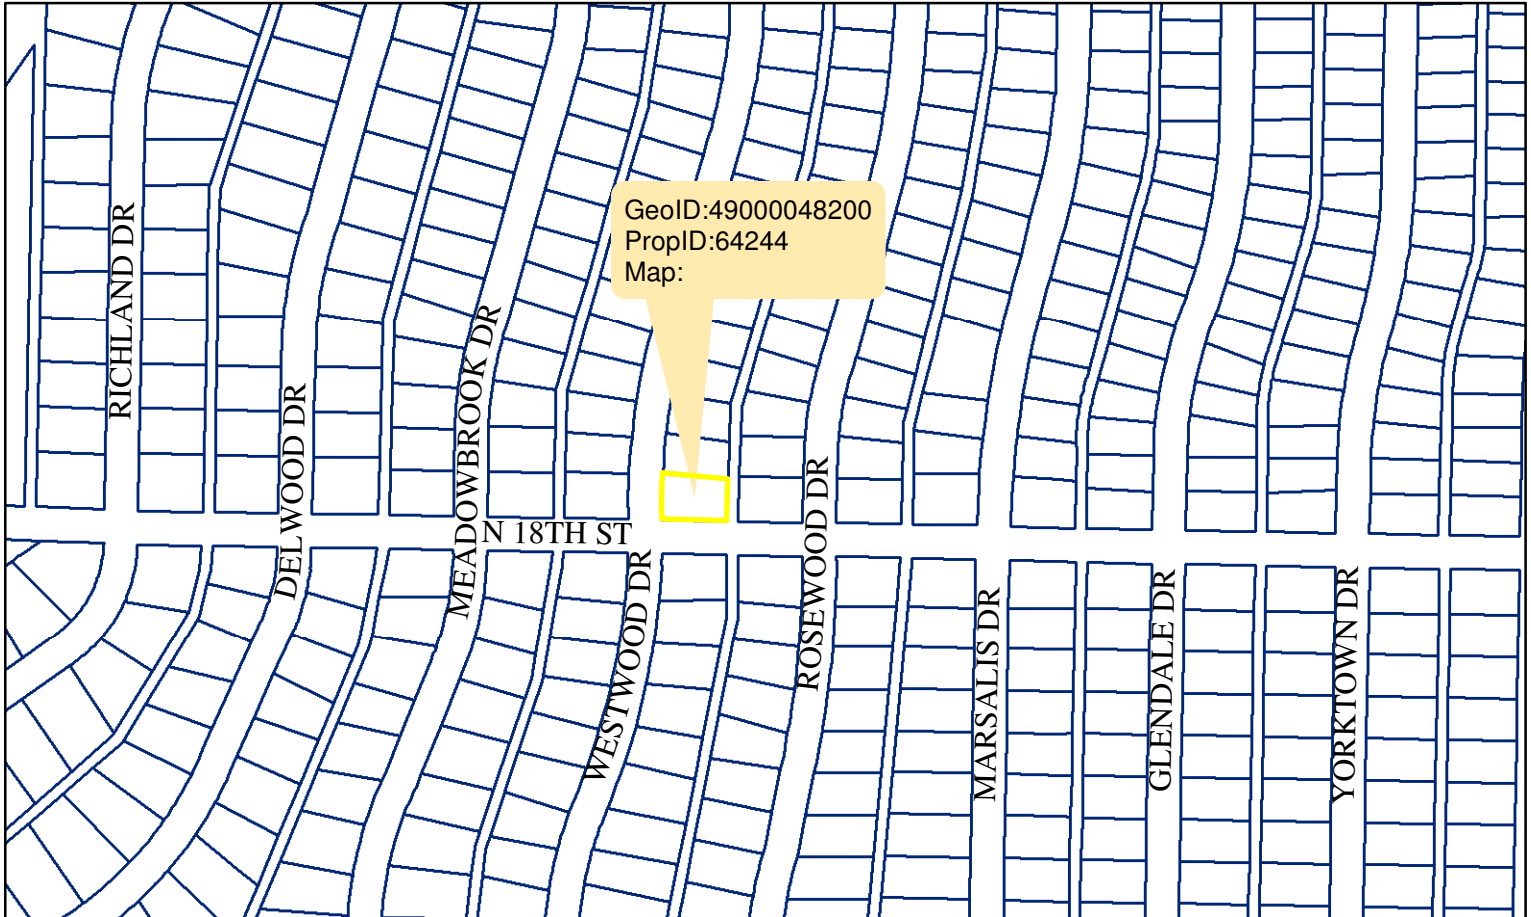 GeoID:49000048200
PropID:64244
Map:
RICHLAND DR
DELWOOD DR
MEADOWBROOK DR
N 18TH ST
WESTWOOD DR
ROSEWOOD DR
MARSALIS DR
GLENDALE DR
YORKTOWN DR